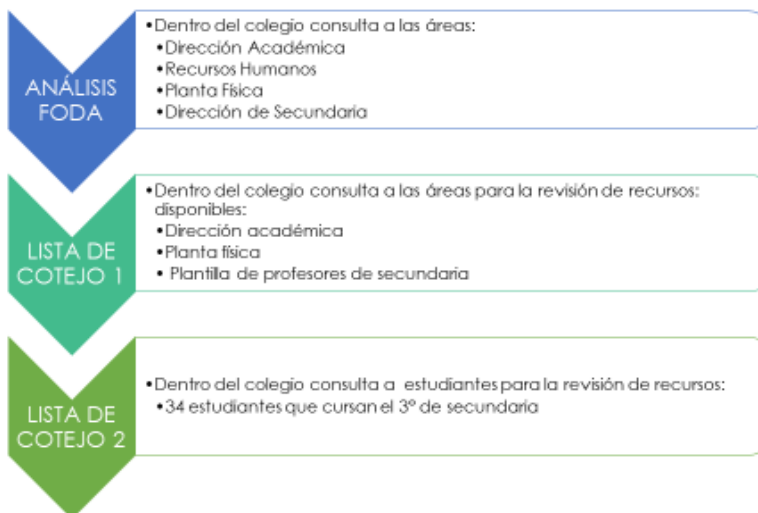 ANÁLISIS
FODA
•Dentro del colegio consulta a las áreas:
•Dirección Académica
•Recursos Humanos
•Planta Física
•Dirección de Secundaria
LISTA DE
COTEJO 1
•Dentro del colegio consulta a las áreas para la revisión de recursos:
disponibles:
•Dirección académica
•Planta física
• Plantilla de profesores de secundaria
LISTA DE
COTEJO 2
•Dentro del colegio consulta a estudiantes para la revisión de recursos:
•34 estudiantes que cursan el 3° de secundaria